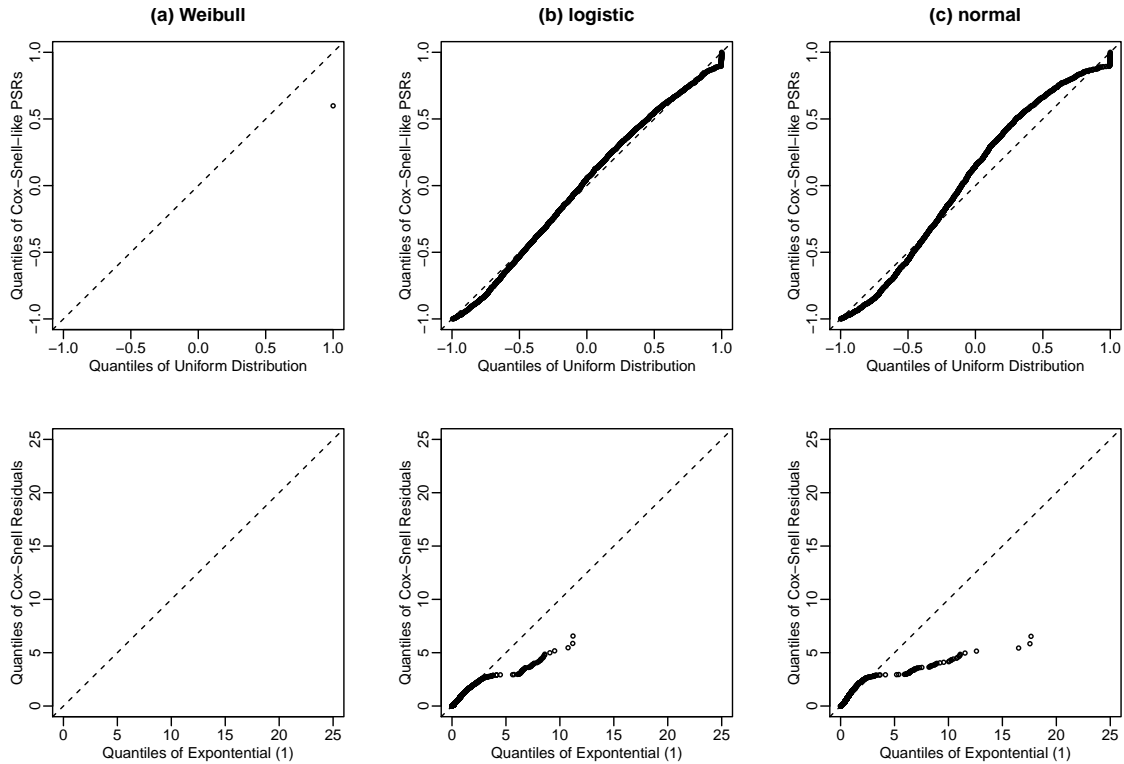 (a) Weibull
(b) logistic
(c) normal
Quantiles of Cox−Snell−like PSRs
1.0
0.5
0.0
−0.5
−1.0
−1.0 −0.5 0.0 0.5 1.0
Quantiles of Uniform Distribution
Quantiles of Cox−Snell−like PSRs
1.0
0.5
0.0
−0.5
−1.0
−1.0 −0.5 0.0 0.5 1.0
Quantiles of Uniform Distribution
Quantiles of Cox−Snell−like PSRs
1.0
0.5
0.0
−0.5
−1.0
−1.0 −0.5 0.0 0.5 1.0
Quantiles of Uniform Distribution
Quantiles of Cox−Snell Residuals
25
20
15
10
5
0
0 5 10 15 20 25
Quantiles of Expotential (1)
Quantiles of Cox−Snell Residuals
25
20
15
10
5
0
0 5 10 15 20 25
Quantiles of Expotential (1)
Quantiles of Cox−Snell Residuals
25
20
15
10
5
0
0 5 10 15 20 25
Quantiles of Expotential (1)